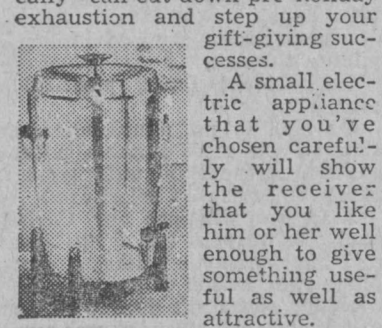 exhaustion and step up your
gift-giving suc-
cesses.
A small elec-
tric appliance
that you've
chosen careful-
ly will show
the receiver
that you like
him or her well
enough to give
something use-
ful as well as
attractive.